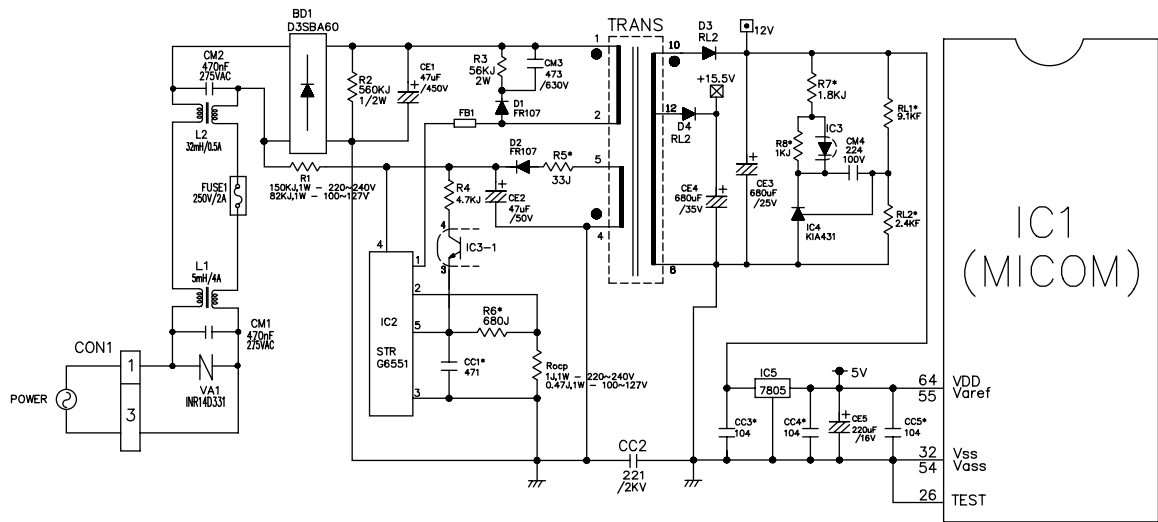 BD1
D3SBA60
TRANS
D3
RL2
12V
CM2
470nF
275VAC
R2
560KJ
1/2W
CE1
47uF
/450V
R3
56KJ
2W
CM3
473
/630V
1
10
+15.5V
R7*
1.8KJ
D1
FR107
FB1
2
12
D4
RL2
R8*
1KJ
IC3
CM4
224
100V
RL1*
9.1KF
L2
32mH/0.5A
D2
FR107
R5*
33J
5
R1
150KJ,1W - 220~240V
82KJ,1W - 100~127V
R4
4.7KJ
CE2
47uF
/50V
FUSE1
250V/2A
CE4
680uF
/35V
CE3
680uF
/25V
IC4
KIA431
RL2*
2.4KF
IC1
(MICOM)
4
4
4
IC3-1
3
1
2
8
L1
5mH/4A
IC2
STR
G6551
5
R6*
680J
CM1
470nF
275VAC
CON1
1
3
VA1
INR14D331
POWER
CC1*
471
Rocp
1J,1W - 220~240V
0.47J,1W - 100~127V
3
IC5
7805
5V
64
VDD
55
Varef
CC3*
104
CC4*
104
CE5
220uF
/16V
CC5*
104
CC2
221
/2KV
32
Vss
54
Vass
26
TEST